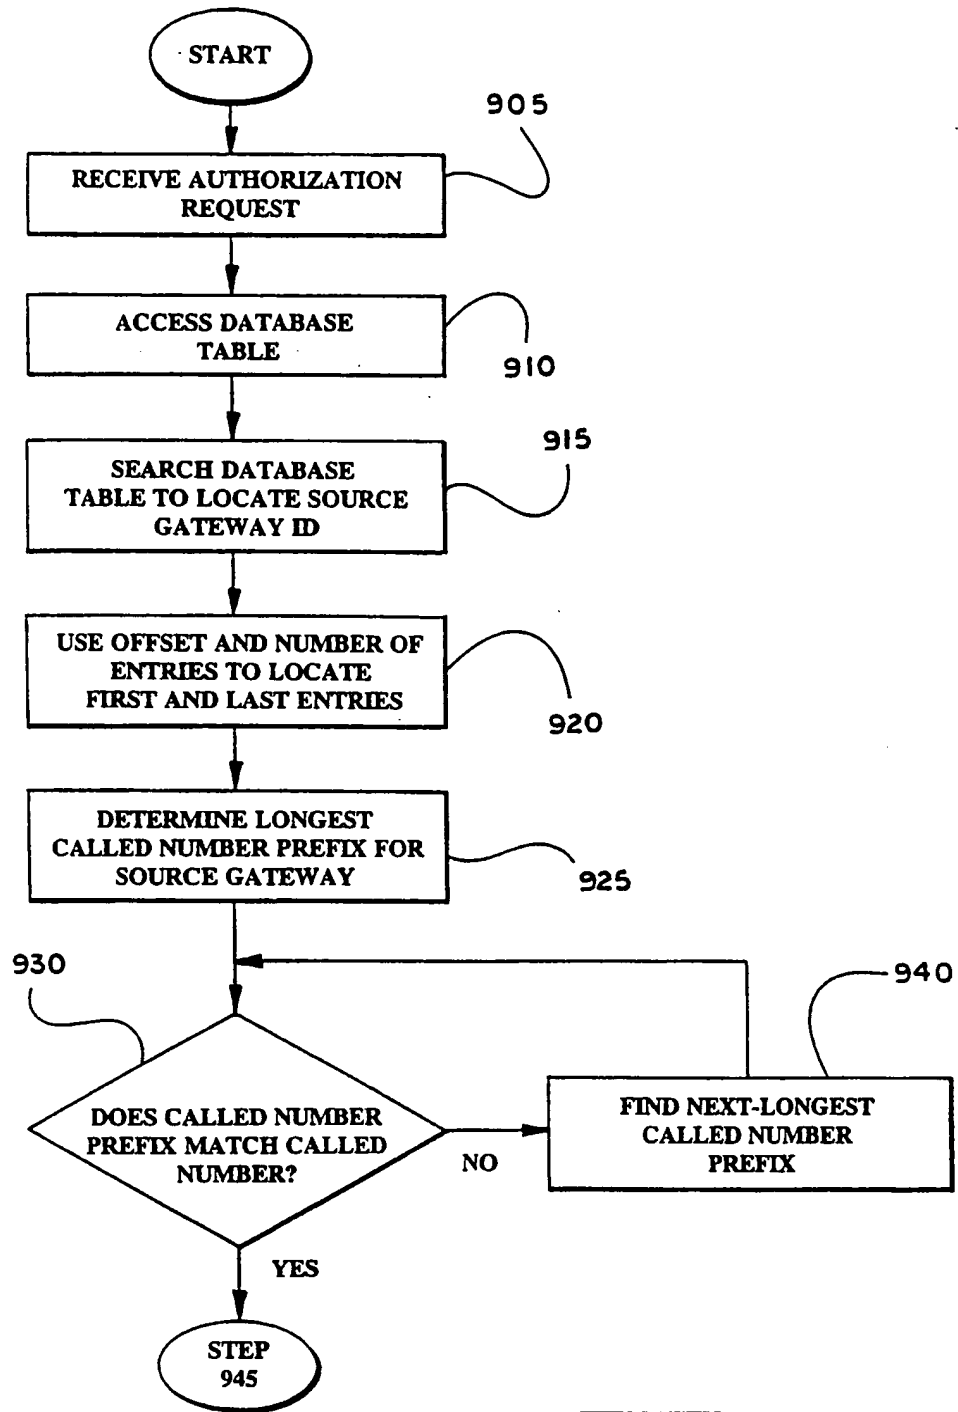 START
905
RECEIVE AUTHORIZATION
REQUEST
ACCESS DATABASE
TABLE
910
915
SEARCH DATABASE
TABLE TO LOCATE SOURCE
GATEWAY ID
USE OFFSET AND NUMBER OF
ENTRIES TO LOCATE
FIRST AND LAST ENTRIES
920
DETERMINE LONGEST
CALLED NUMBER PREFIX FOR
SOURCE GATEWAY
925
930
940
DOES CALLED NUMBER
PREFIX MATCH CALLED
NUMBER?
NO
FIND NEXT-LONGEST
CALLED NUMBER
PREFIX
YES
STEP
945